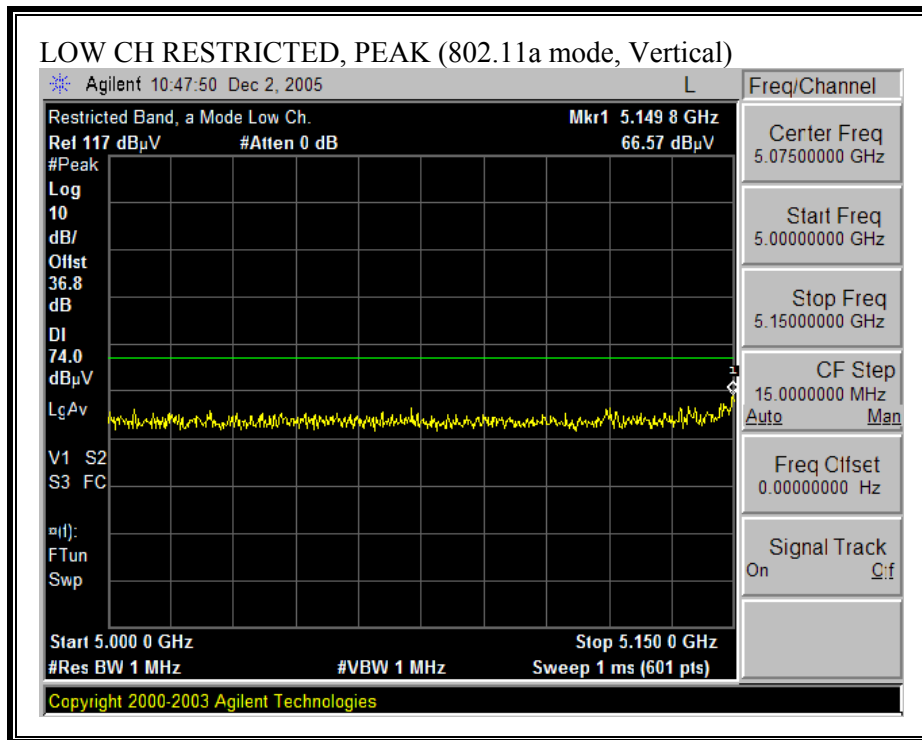 LOW CH RESTRICTED, PEAK (802.11a mode, Vertical)
Agilent 10:47:50 Dec 2, 2005 L
Restricted Band, a Mode Low Ch. Mkr1 5.149 8 GHz
Ref 117 dBµV #Atten 0 dB 66.57 dBµV
#Peak
Log
10
dB/
Offst
36.8
dB
DI
74.0
dBµV
LgAv
V1 S2
S3 FC
¤(f):
FTun
Swp
1
Start 5.000 0 GHz Stop 5.150 0 GHz
#Res BW 1 MHz #VBW 1 MHz Sweep 1 ms (601 pts)
Copyright 2000-2003 Agilent Technologies
Freq/Channel
Center Freq
5.07500000 GHz
Start Freq
5.00000000 GHz
Stop Freq
5.15000000 GHz
CF Step
15.0000000 MHz
Auto Man
Freq Offset
0.00000000 Hz
Signal Track
On Off